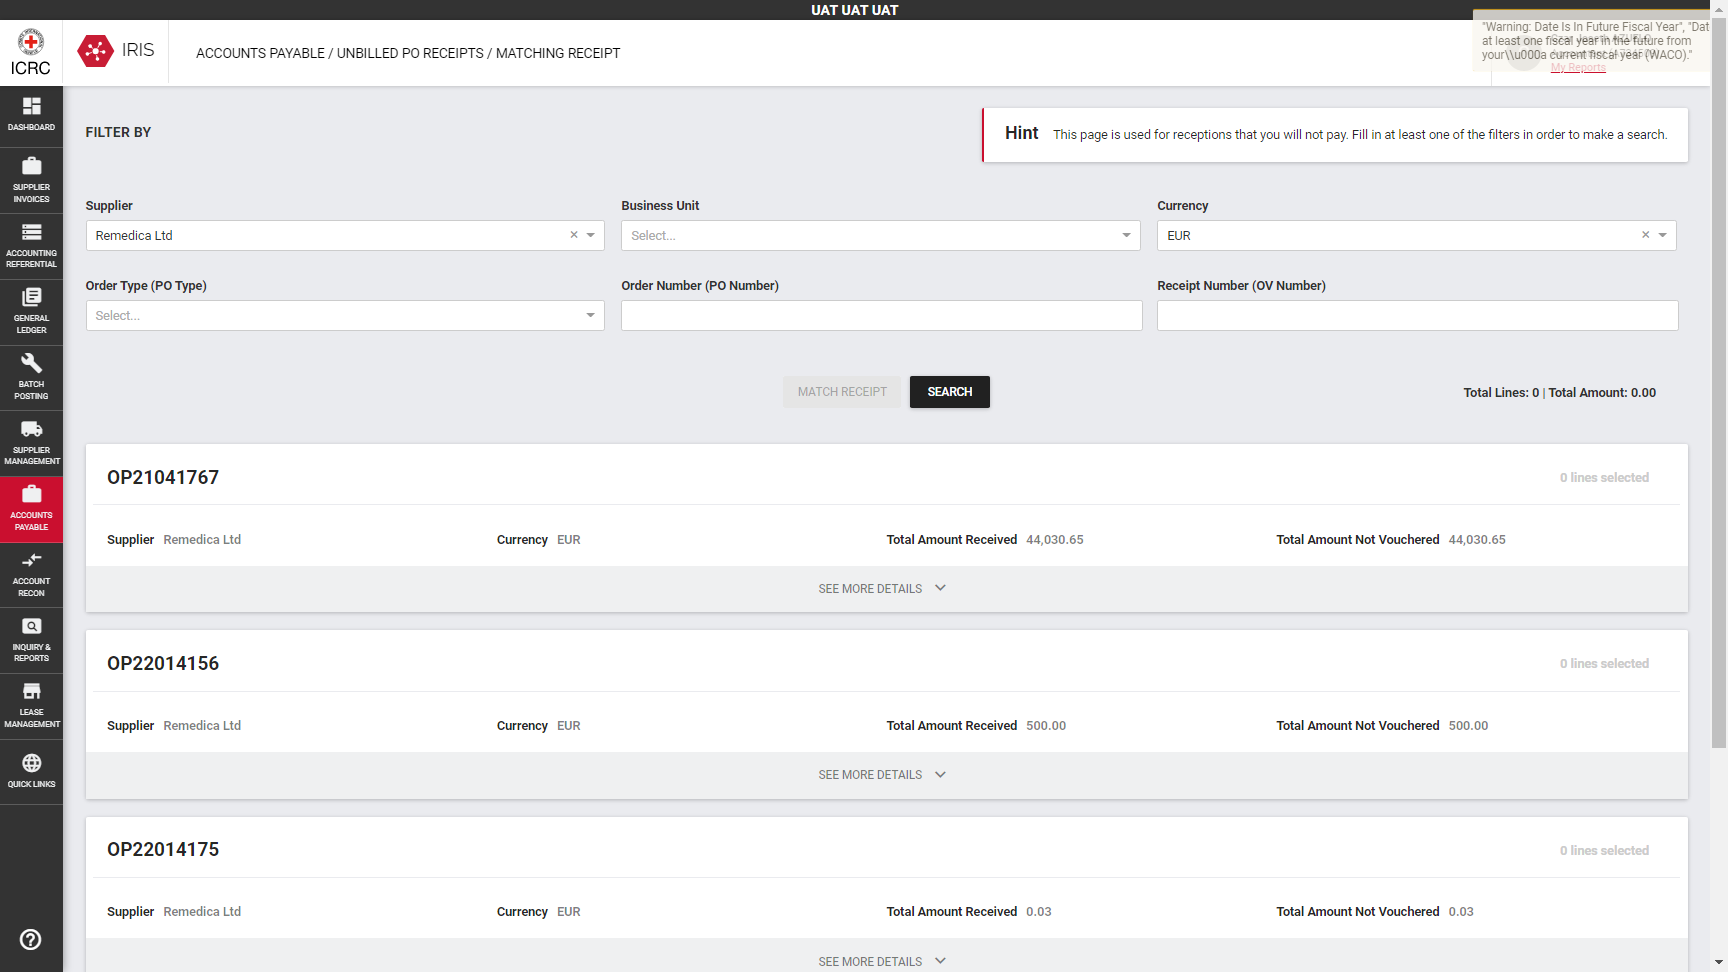 UAT UAT UAT
ICRC
IRIS
ACCOUNTS PAYABLE / UNBILLED PO RECEIPTS / MATCHING RECEIPT
"Warning: Date Is In Future Fiscal Year", "Dat
at least one fiscal year in the future from
your\\u000a current fiscal year (WACO)."
My Reports
DASHBOARD
SUPPLIER
INVOICES
ACCOUNTING
REFERENTIAL
GENERAL
LEDGER
BATCH
POSTING
SUPPLIER
MANAGEMENT
ACCOUNTS
PAYABLE
ACCOUNT
RECON
INQUIRY &
REPORTS
LEASE
MANAGEMENT
QUICK LINKS
FILTER BY
Hint This page is used for receptions that you will not pay. Fill in at least one of the filters in order to make a search.
Supplier Business Unit Currency
Remedica Ltd Select... EUR
Order Type (PO Type) Order Number (PO Number) Receipt Number (OV Number)
Select...
MATCH RECEIPT SEARCH Total Lines: 0 | Total Amount: 0.00
OP21041767 0 lines selected
Supplier Remedica Ltd Currency EUR Total Amount Received 44,030.65 Total Amount Not Vouchered 44,030.65
SEE MORE DETAILS
OP22014156 0 lines selected
Supplier Remedica Ltd Currency EUR Total Amount Received 500.00 Total Amount Not Vouchered 500.00
SEE MORE DETAILS
OP22014175 0 lines selected
Supplier Remedica Ltd Currency EUR Total Amount Received 0.03 Total Amount Not Vouchered 0.03
SEE MORE DETAILS